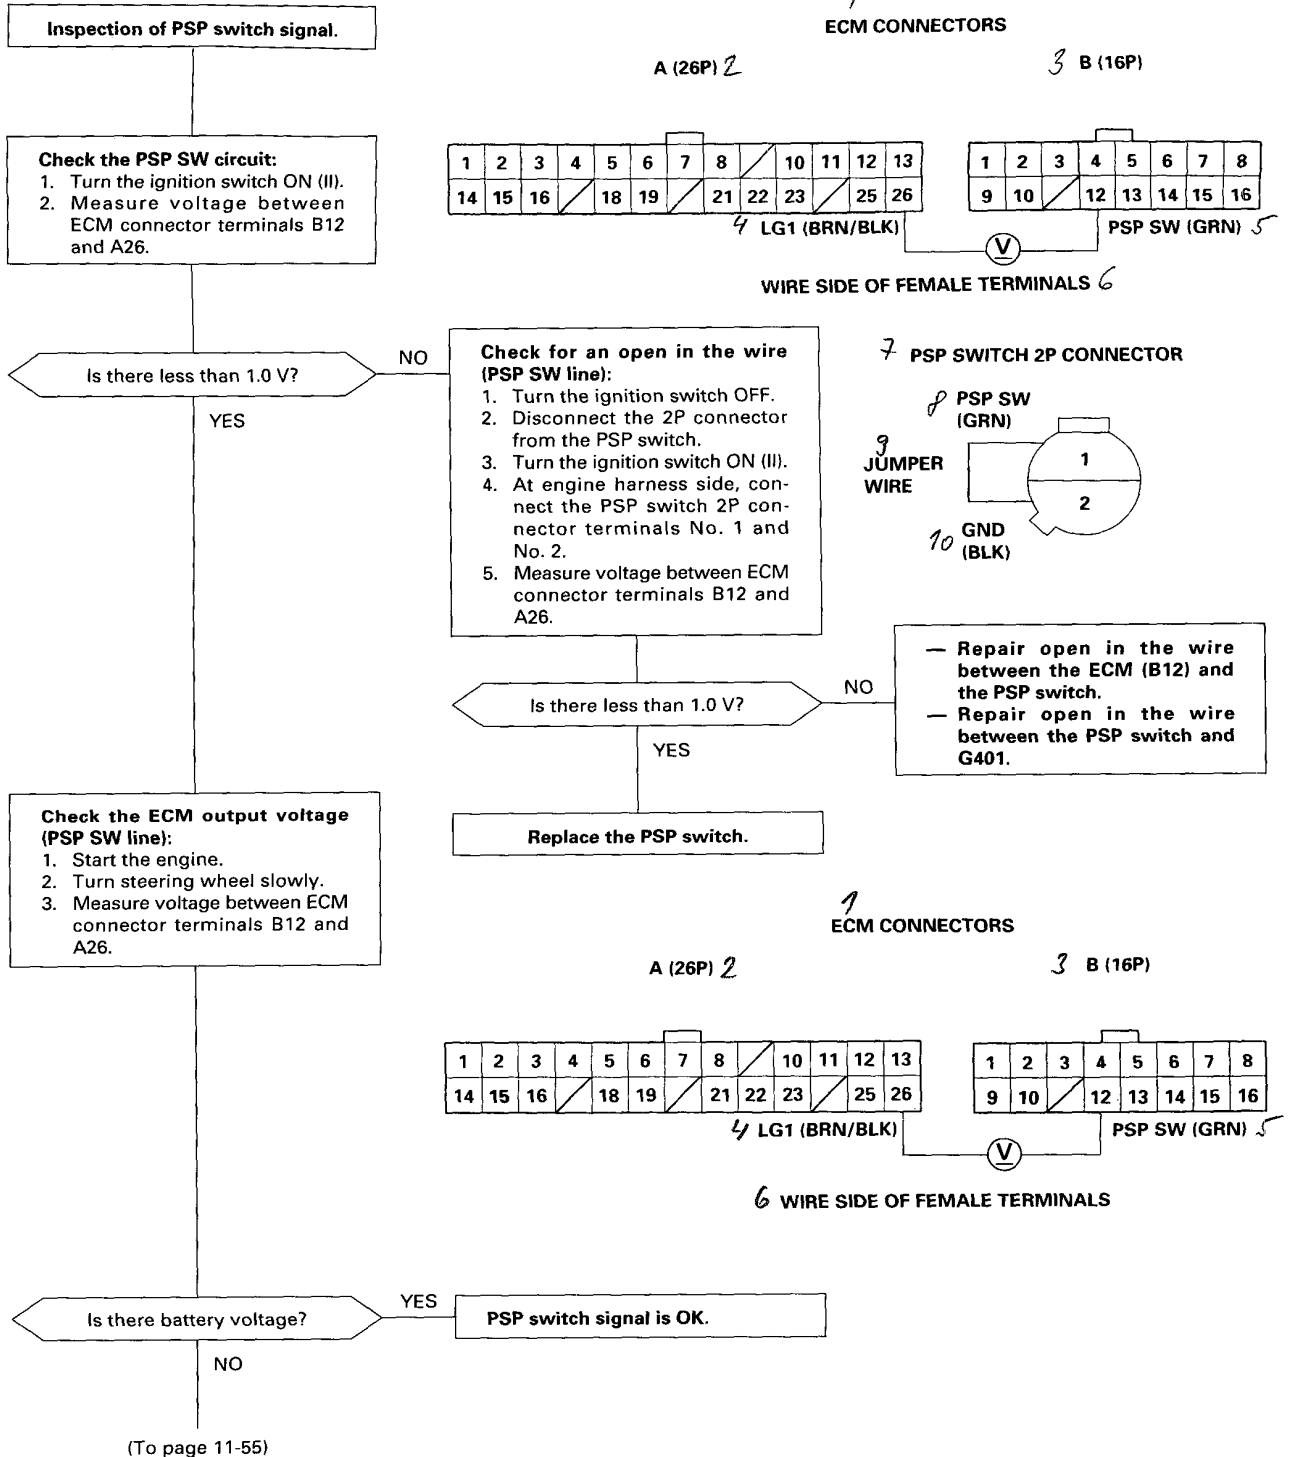 Inspection of PSP switch signal.
1
ECM CONNECTORS
A (26P) 2
3 B (16P)
Check the PSP SW circuit:
1. Turn the ignition switch ON (II).
2. Measure voltage between
ECM connector terminals B12
and A26.
1 2 3 4 5 6 7 8 10 11 12 13
14 15 16 18 19 21 22 23 25 26
1 2 3 4 5 6 7 8
9 10 12 13 14 15 16
4 LG1 (BRN/BLK)
V
PSP SW (GRN) 5
WIRE SIDE OF FEMALE TERMINALS 6
Is there less than 1.0 V?
NO
YES
Check for an open in the wire
(PSP SW line):
1. Turn the ignition switch OFF.
2. Disconnect the 2P connector
from the PSP switch.
3. Turn the ignition switch ON (II).
4. At engine harness side, con-
nect the PSP switch 2P con-
nector terminals No. 1 and
No. 2.
5. Measure voltage between ECM
connector terminals B12 and
A26.
7 PSP SWITCH 2P CONNECTOR
8 PSP SW
(GRN)
9
JUMPER
WIRE
1
2
10 GND
(BLK)
Is there less than 1.0 V?
NO
YES
— Repair open in the wire
between the ECM (B12) and
the PSP switch.
— Repair open in the wire
between the PSP switch and
G401.
Replace the PSP switch.
Check the ECM output voltage
(PSP SW line):
1. Start the engine.
2. Turn steering wheel slowly.
3. Measure voltage between ECM
connector terminals B12 and
A26.
1
ECM CONNECTORS
A (26P) 2
3 B (16P)
1 2 3 4 5 6 7 8 10 11 12 13
14 15 16 18 19 21 22 23 25 26
1 2 3 4 5 6 7 8
9 10 12 13 14 15 16
4 LG1 (BRN/BLK)
V
PSP SW (GRN) 5
6 WIRE SIDE OF FEMALE TERMINALS
Is there battery voltage?
YES
PSP switch signal is OK.
NO
(To page 11-55)